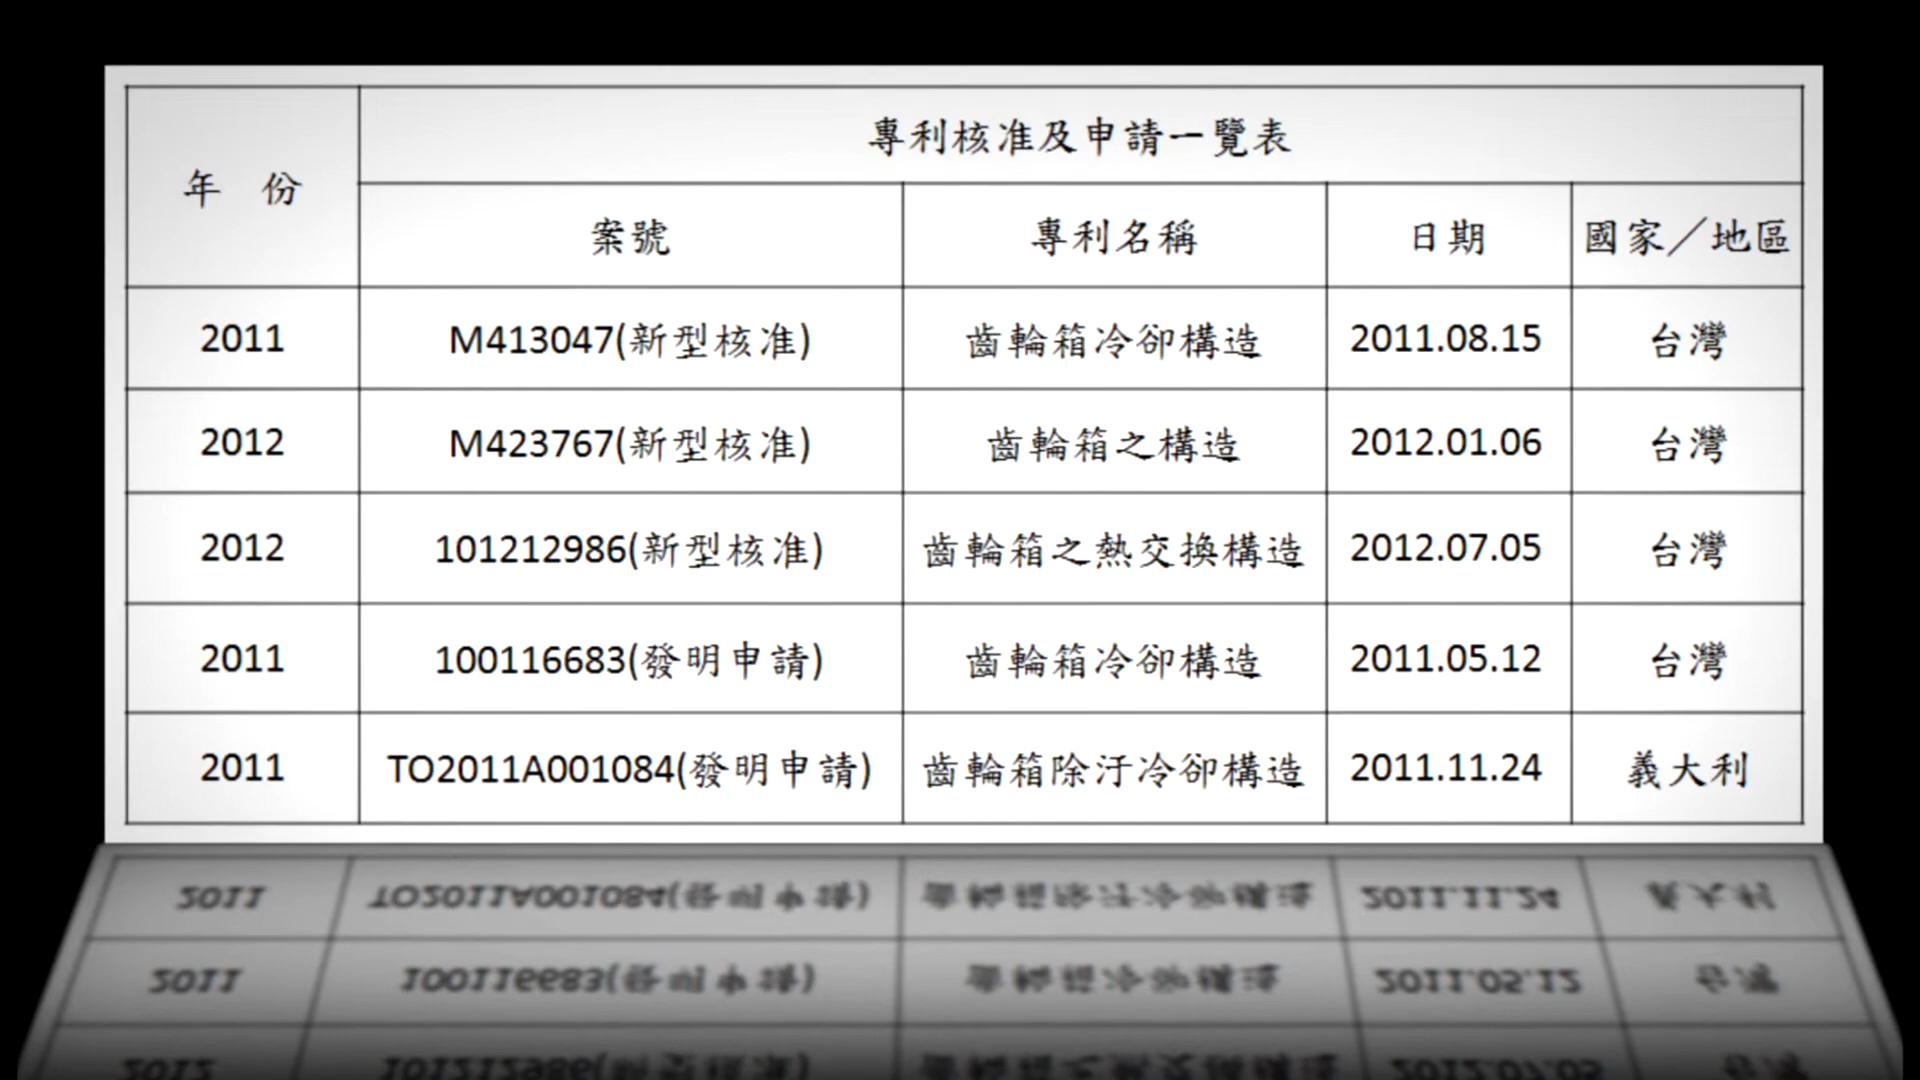 專利核准及申請一覽表
年 份
案號 專利名稱 日期 國家／地區
2011 M413047(新型核准) 齒輪箱冷卻構造 2011.08.15 台灣
2012 M423767(新型核准) 齒輪箱之構造 2012.01.06 台灣
2012 101212986(新型核准) 齒輪箱之熱交換構造 2012.07.05 台灣
2011 100116683(發明申請) 齒輪箱冷卻構造 2011.05.12 台灣
2011 TO2011A001084(發明申請) 齒輪箱除汙冷卻構造 2011.11.24 義大利